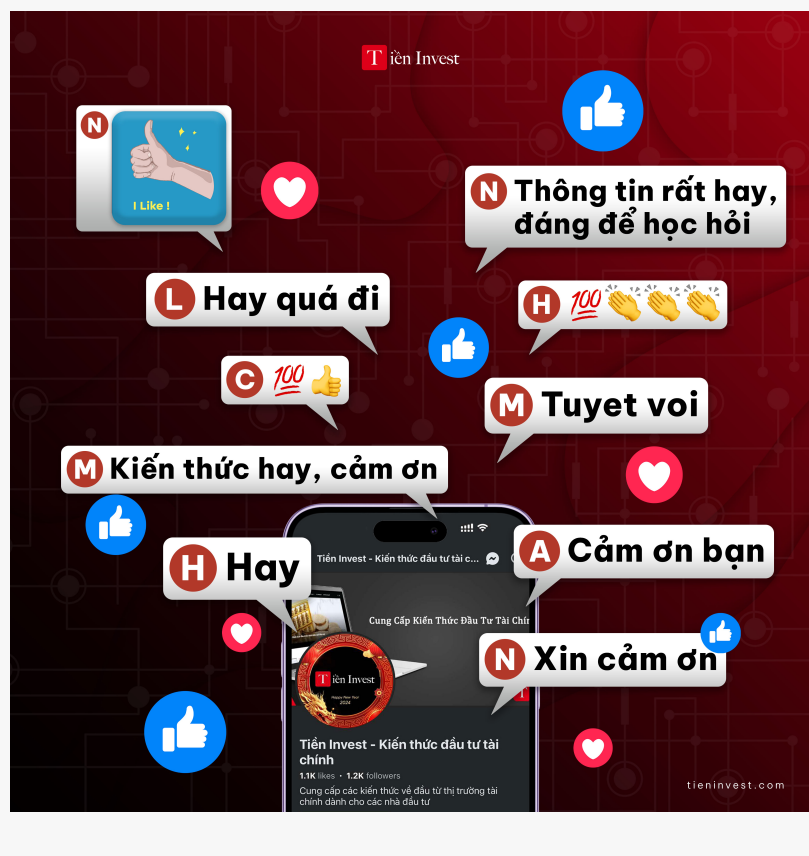 Tiền Invest
N
I Like !
N Thông tin rất hay,
đáng để học hỏi
L Hay quá đi
H 💯👏👏👏
C 💯👍
M Tuyet voi
M Kiến thức hay, cảm ơn
Tiền Invest - Kiến thức đầu tư tài c...
H Hay
A Cảm ơn bạn
Cung Cấp Kiến Thức Đầu Tư Tài Chín
N Xin cảm ơn
Tiền Invest
Happy New Year
2024
T
Tiền Invest - Kiến thức đầu tư tài
chính
1.1K likes • 1.2K followers
Cung cấp các kiến thức về đầu tư thị trường tài
chính dành cho các nhà đầu tư
tieninvest.com